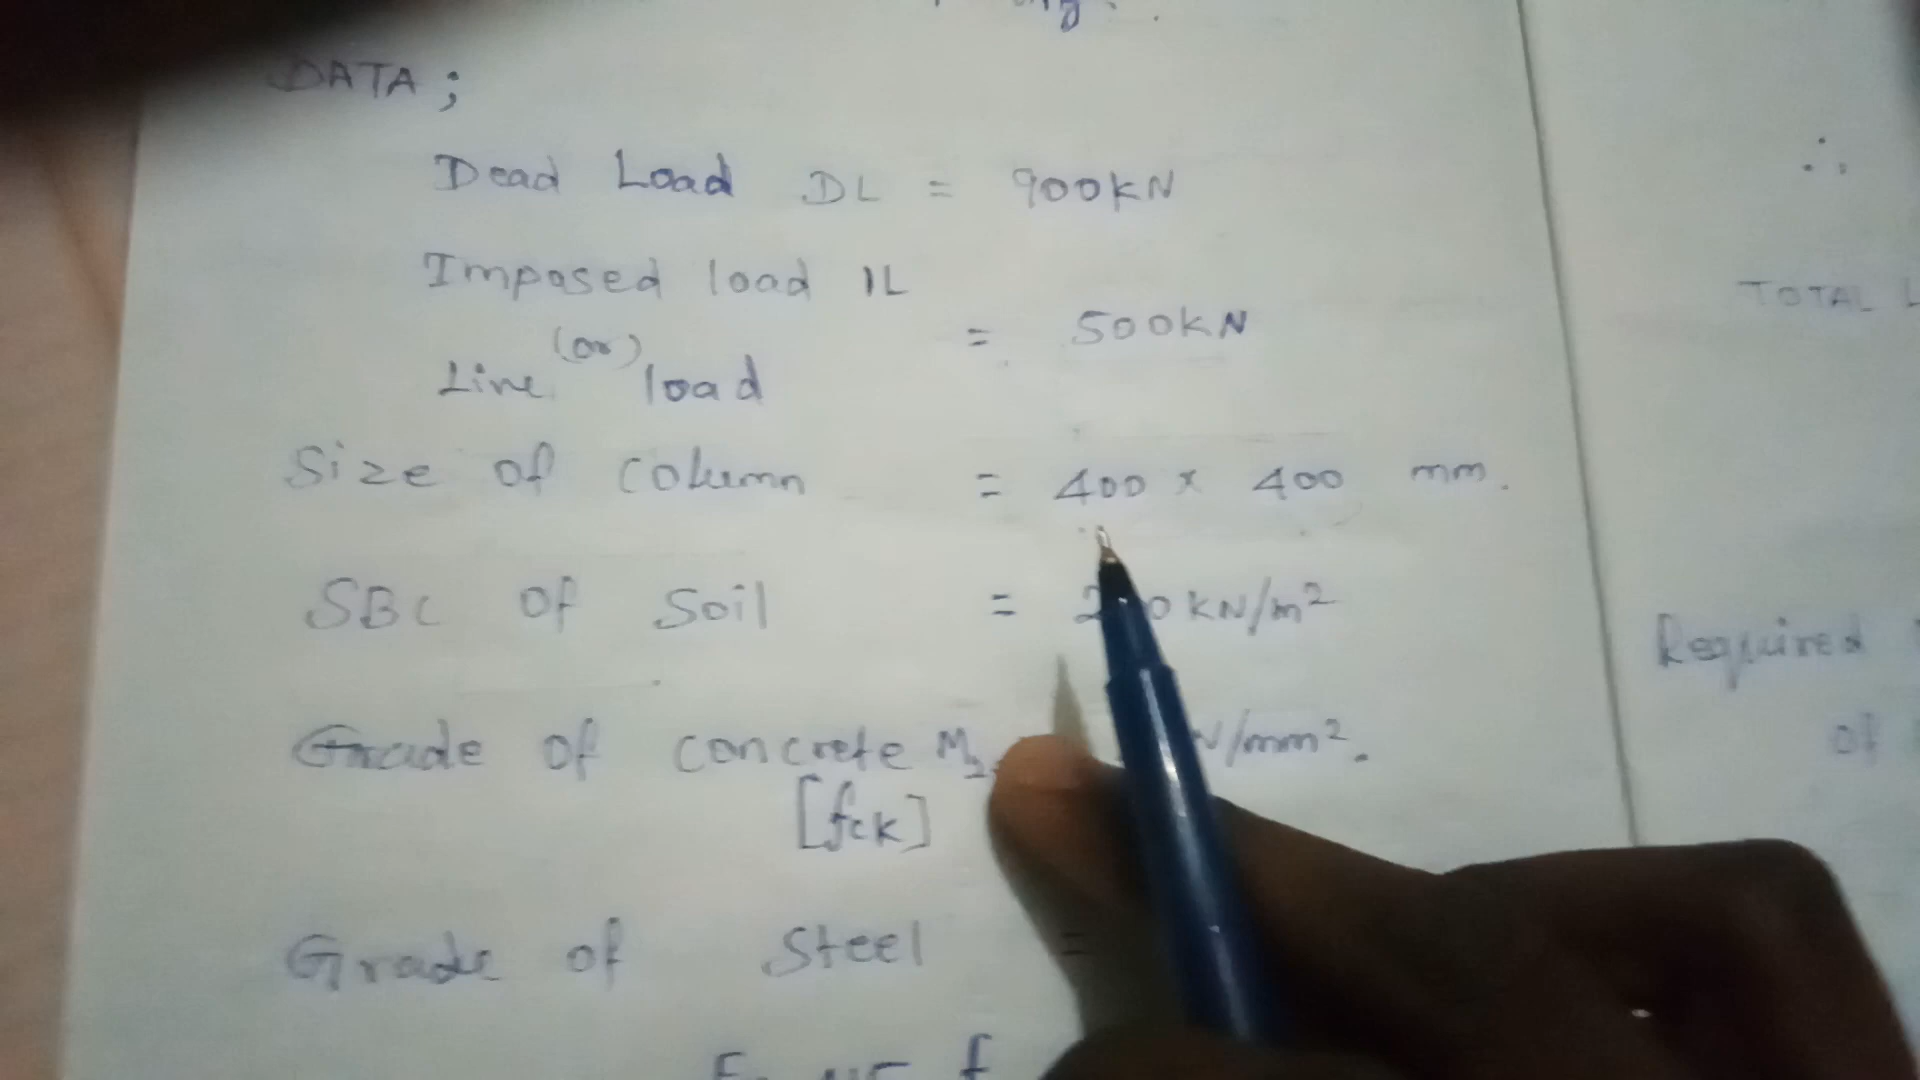 DATA;
Dead Load DL = 900KN
Imposed load IL
(or) = 500KN
Live load
Size of column = 400 x 400 mm.
SBC of Soil = KN/m²
Grade of concrete N/mm².
[fck]
Grade of Steel =
∴
TOTAL
Required
of